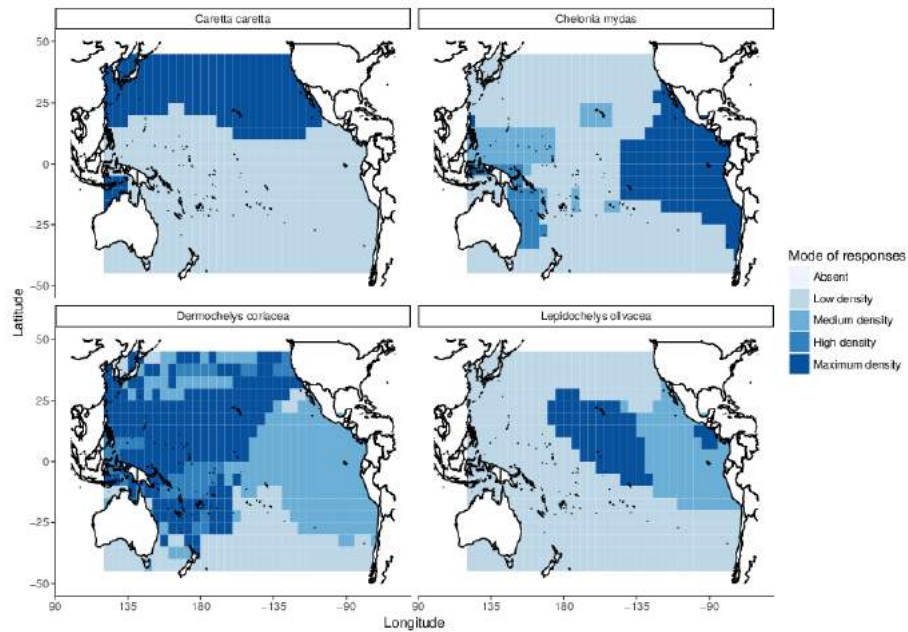 Caretta caretta
Chelonia mydas
50
25
0
−25
−50
Latitude
Dermochelys coriacea
Lepidochelys olivacea
50
25
0
−25
−50
90 135 180 −135 −90 90 135 180 −135 −90
Longitude
Mode of responses
Absent
Low density
Medium density
High density
Maximum density